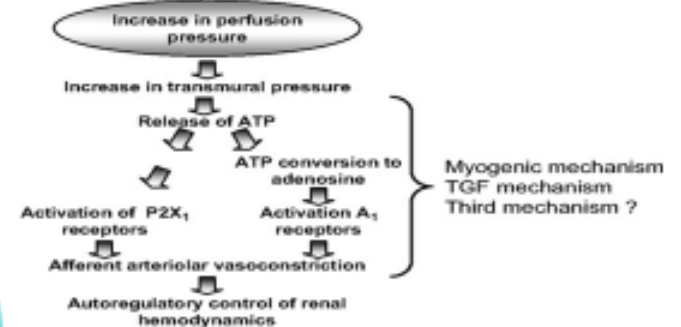 Increase in perfusion
pressure
Increase in transmural pressure
Release of ATP
ATP conversion to
adenosine
Activation of P2X₁
receptors
Activation A₁
receptors
Afferent arteriolar vasoconstriction
Autoregulatory control of renal
hemodynamics
Myogenic mechanism
TGF mechanism
Third mechanism ?